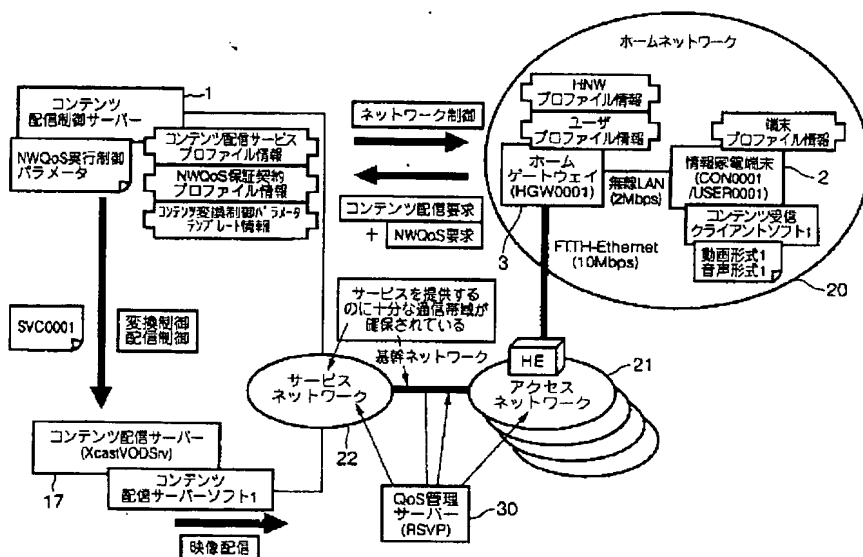 ホームネットワーク
1
コンテンツ
配信制御サーバー
NWQoS実行制御
パラメータ
コンテンツ配信サービス
プロファイル情報
NWQoS保証契約
プロファイル情報
コンテンツ変換制御パラメータ
テンプレート情報
ネットワーク制御
コンテンツ配信要求
+
NWQoS要求
HNW
プロファイル情報
ユーザ
プロファイル情報
ホーム
ゲートウェイ
(HGW0001)
3
無線LAN
(2Mbps)
端末
プロファイル情報
情報家電端末
(CON0001
/USER0001)
2
コンテンツ受信
クライアントソフト1
動画形式1
音声形式1
FTTH-Ethernet
(10Mbps)
20
SVC0001
変換制御
配信制御
サービスを提供する
のに十分な通信帯域が
確保されている
基幹ネットワーク
サービス
ネットワーク
22
HE
アクセス
ネットワーク
21
コンテンツ配信サーバー
(XcastVODSrv)
17
コンテンツ
配信サーバーソフト1
映像配信
QoS管理
サーバー
(RSVP)
30